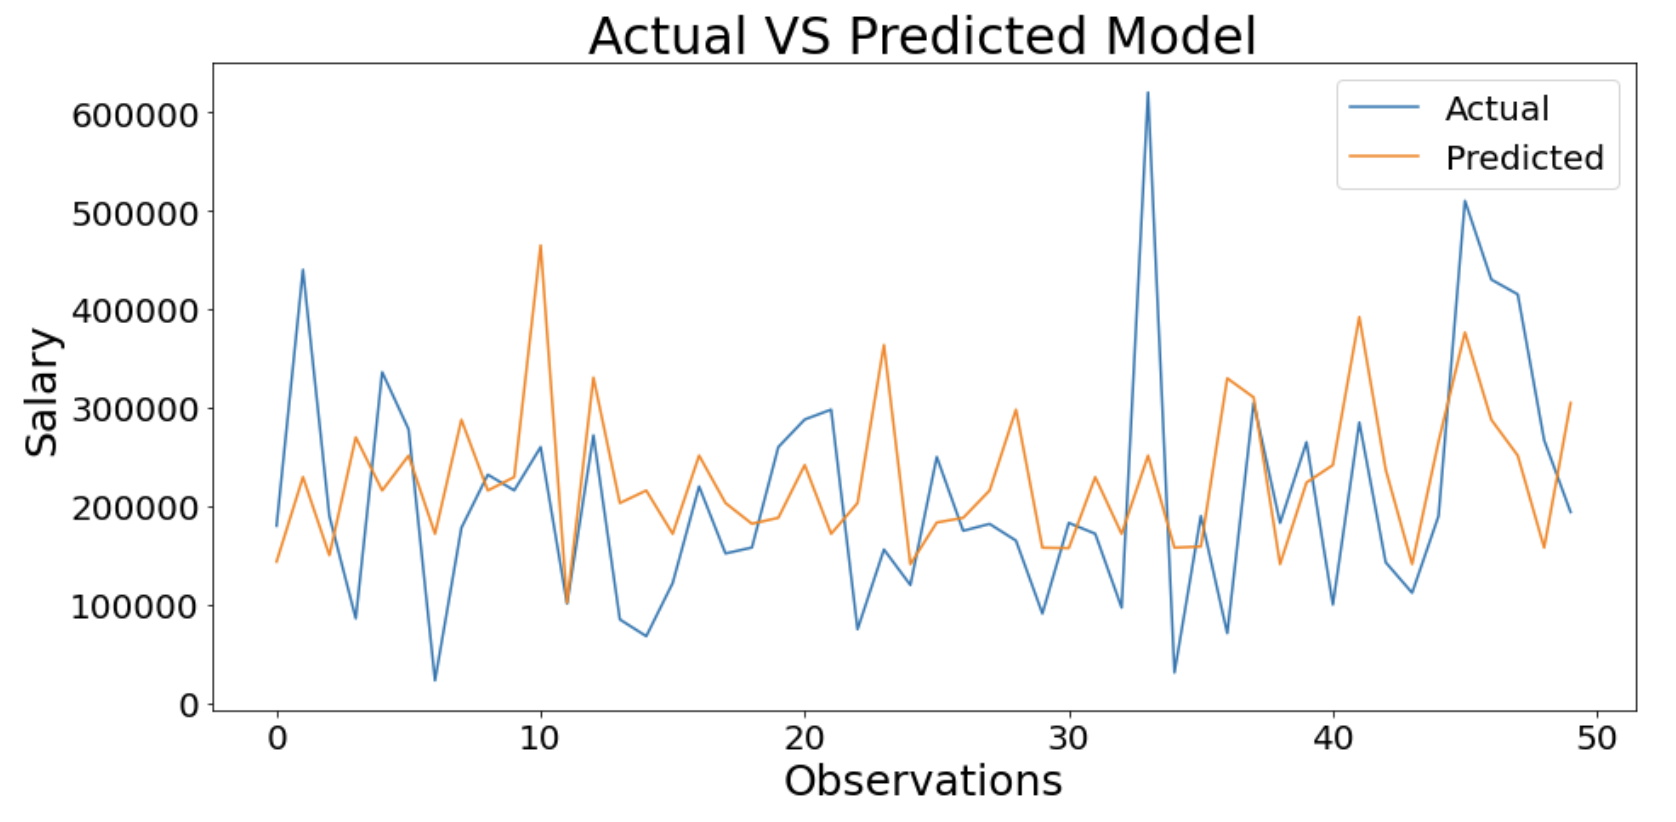 Actual VS Predicted Model
Actual
Predicted
600000
500000
400000
300000
200000
100000
0
Salary
0 10 20 30 40 50
Observations